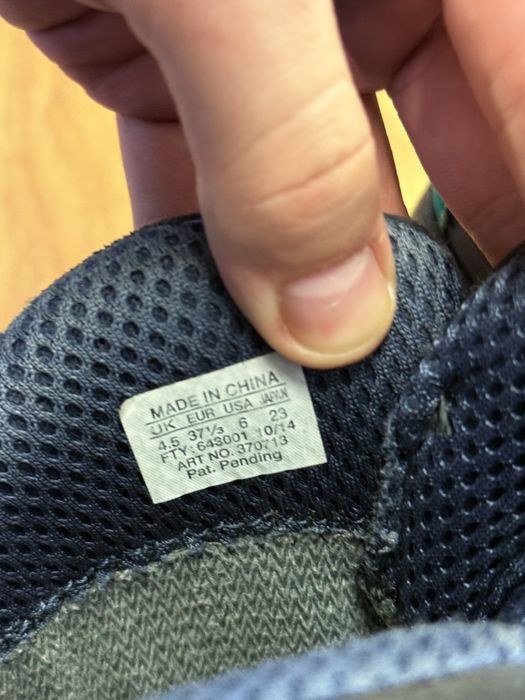 MADE IN CHINA
UK EUR USA JAPAN
4.5 37⅓ 6 23
FTY: 643001 10/14
ART NO. 370713
Pat. Pending